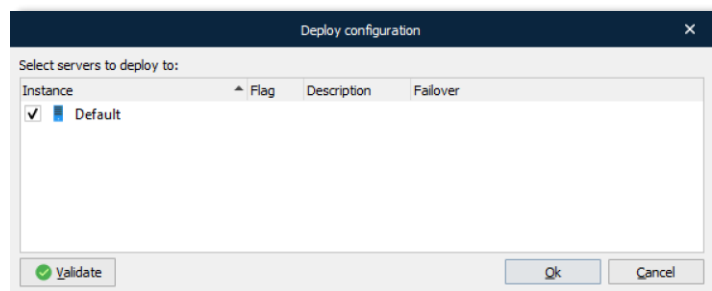 Deploy configuration
Select servers to deploy to:
Instance Flag Description Failover
Default
Validate Ok Cancel